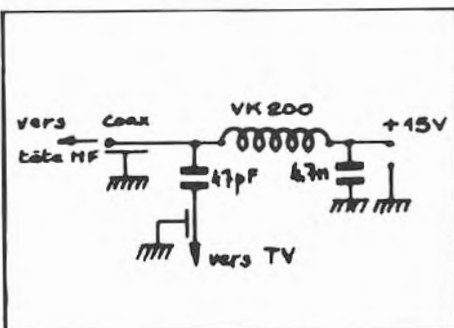 VK 200
vers
coax
+15V
tête HF
47pF
4,7n
vers TV